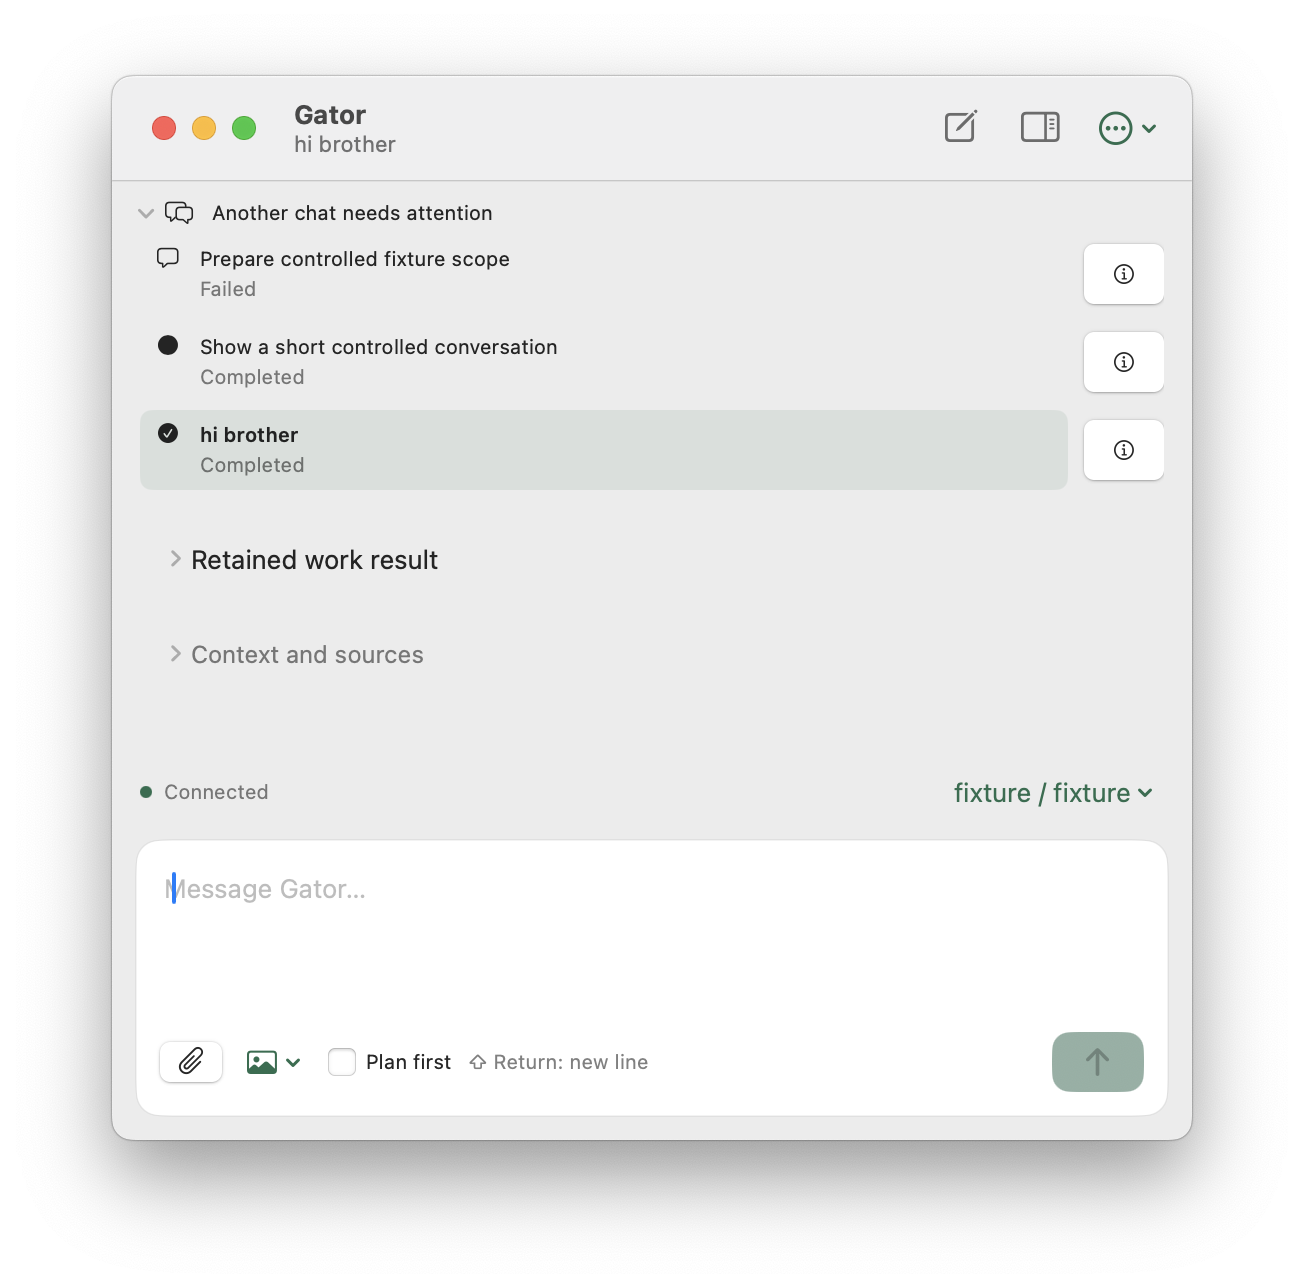 Gator
hi brother
Another chat needs attention
Prepare controlled fixture scope
Failed
Show a short controlled conversation
Completed
hi brother
Completed
Retained work result
Context and sources
Connected
fixture / fixture
Message Gator...
Plan first
Return: new line